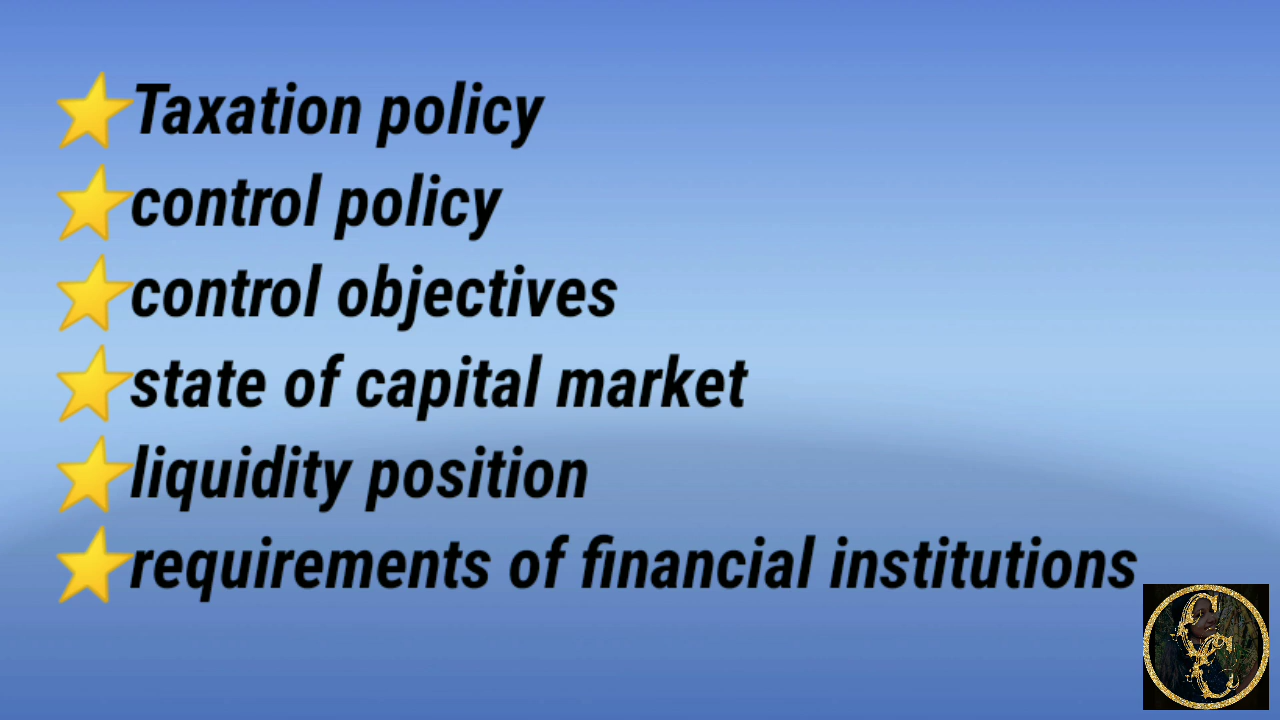 ⭐Taxation policy
⭐control policy
⭐control objectives
⭐state of capital market
⭐liquidity position
⭐requirements of financial institutions